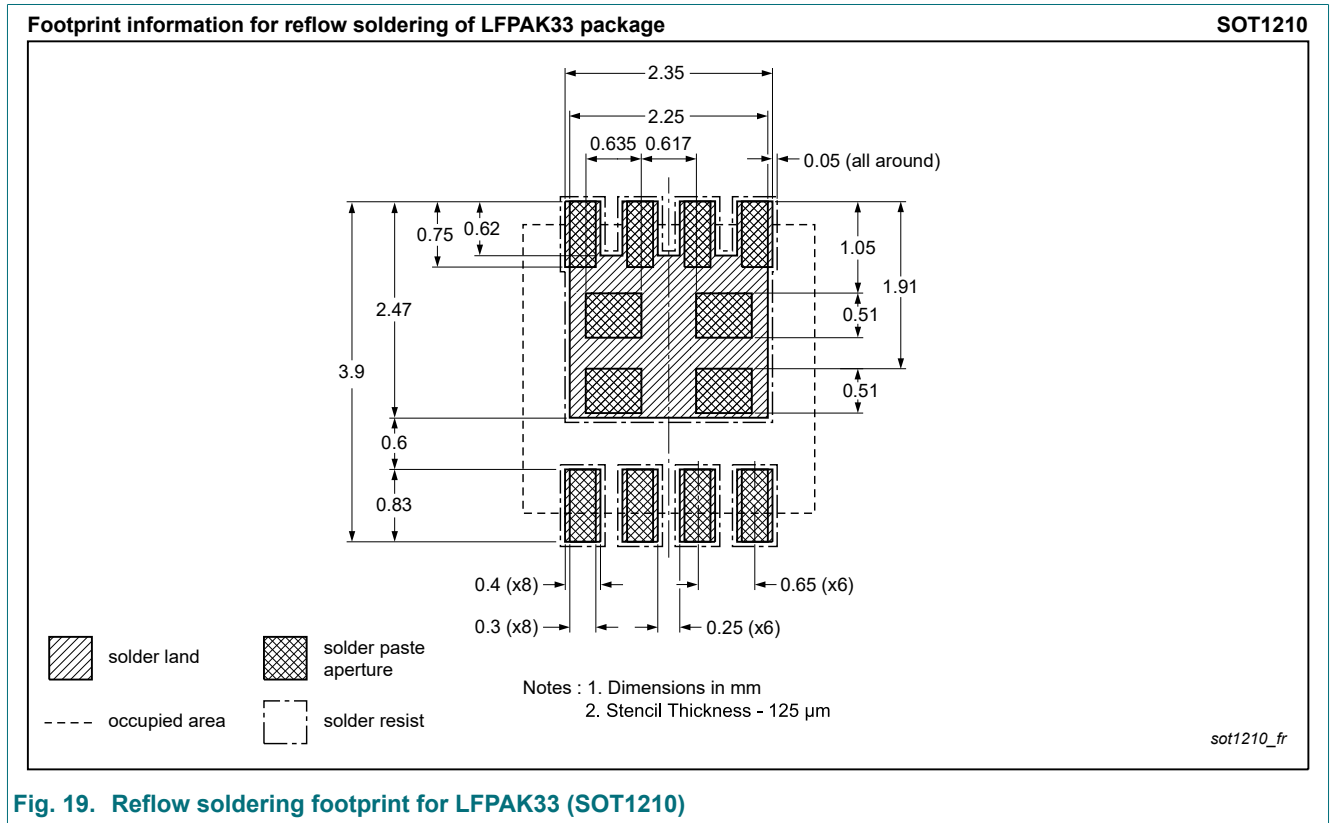 Footprint information for reflow soldering of LFPAK33 package SOT1210
2.35
2.25
0.635 0.617
0.05 (all around)
0.75
0.62
1.05
1.91
2.47
0.51
3.9
0.51
0.6
0.83
0.4 (x8)
0.65 (x6)
0.3 (x8)
0.25 (x6)
solder land
solder paste
aperture
Notes : 1. Dimensions in mm
2. Stencil Thickness - 125 μm
occupied area
solder resist
sot1210_fr
Fig. 19. Reflow soldering footprint for LFPAK33 (SOT1210)